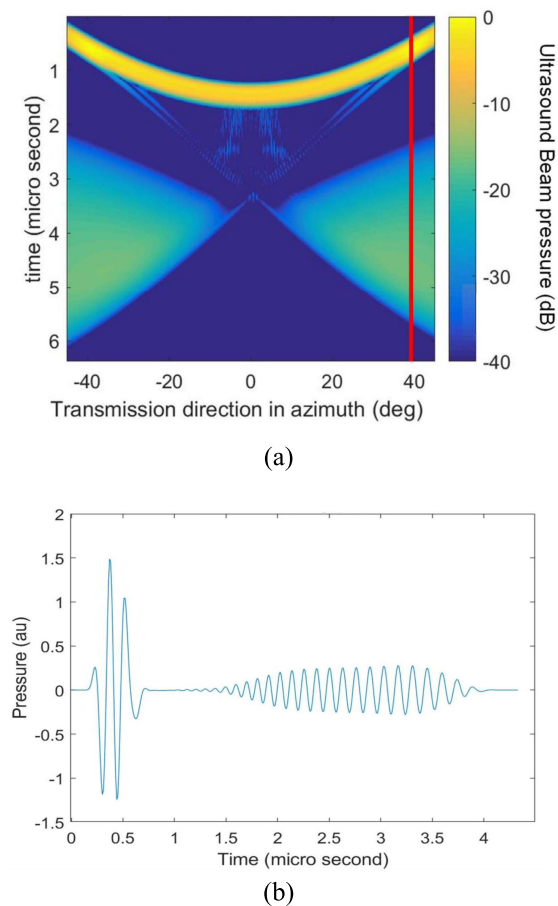 0
1
2
3
4
5
6
time (micro second)
-40 -20 0 20 40
Transmission direction in azimuth (deg)
-10
-20
-30
-40
Ultrasound Beam pressure (dB)
(a)
2
1.5
1
0.5
0
-0.5
-1
-1.5
Pressure (au)
0 0.5 1 1.5 2 2.5 3 3.5 4
Time (micro second)
(b)